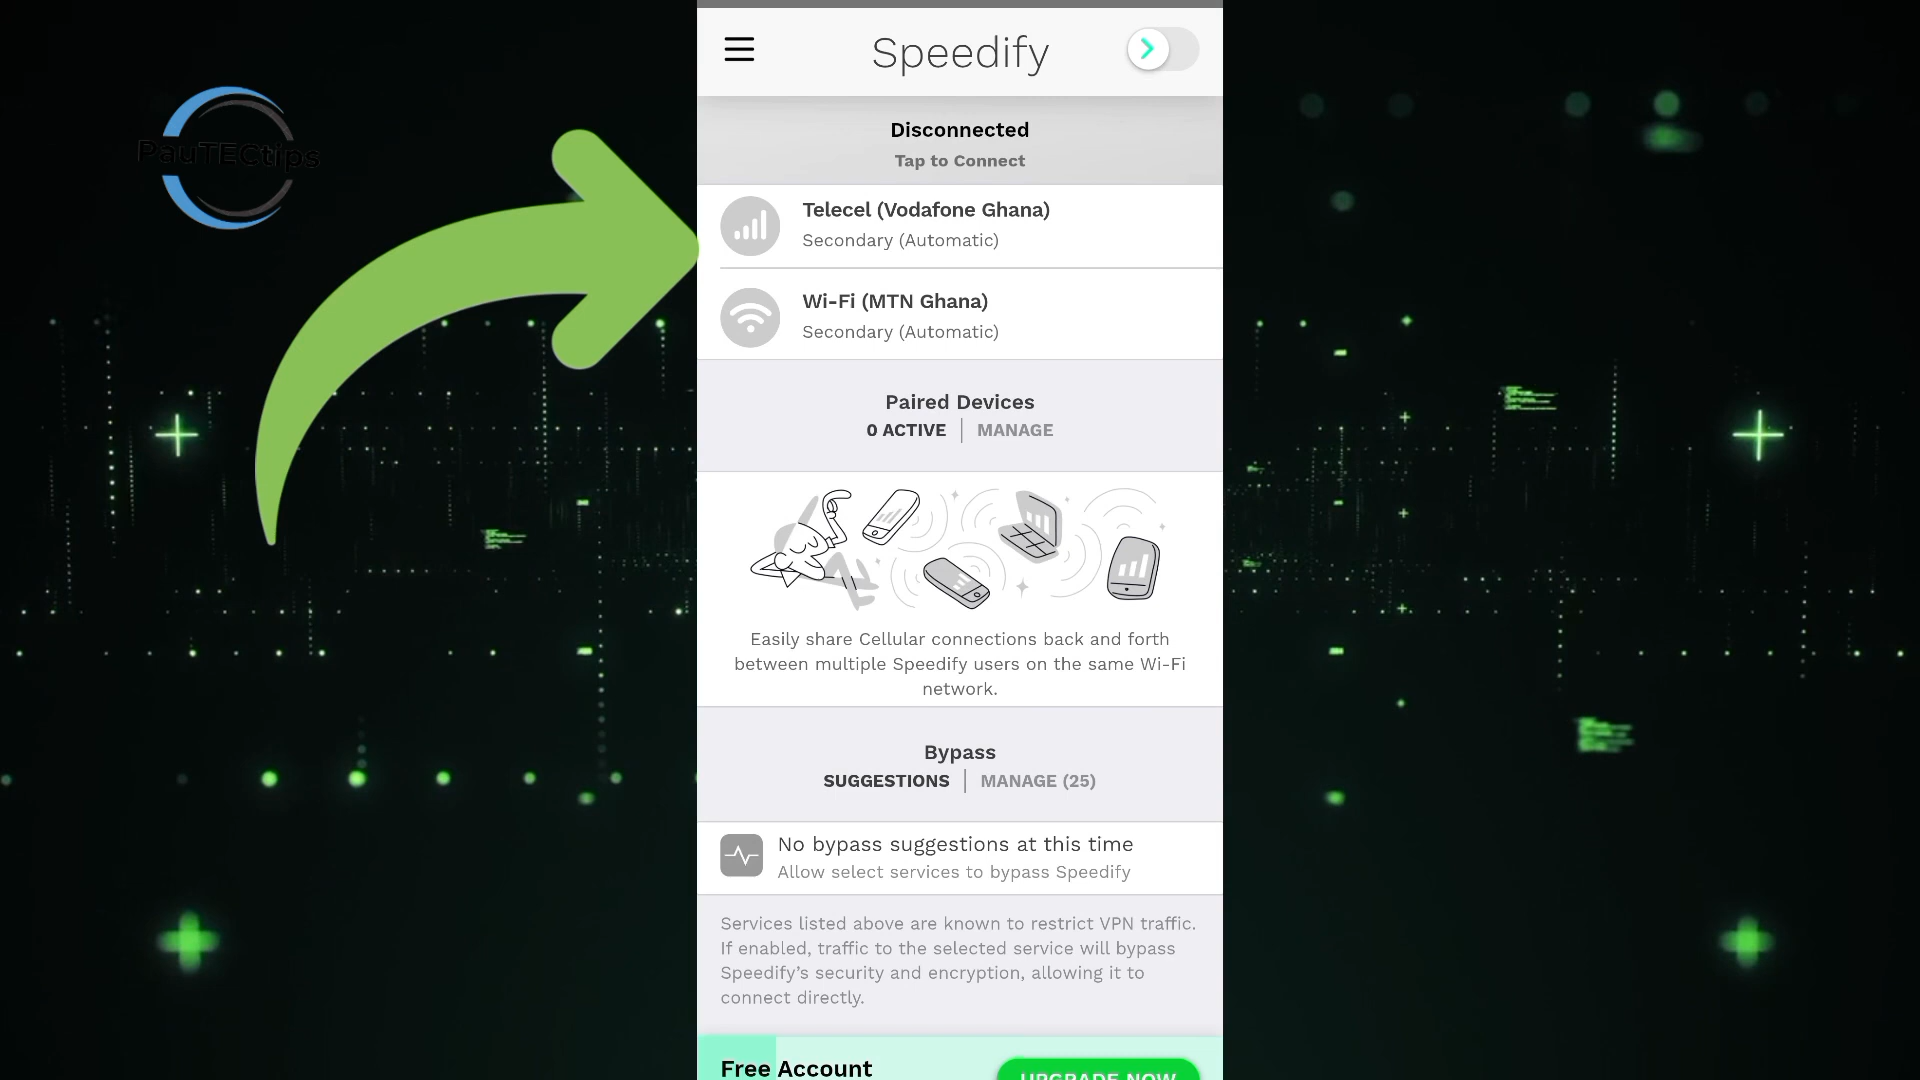 Speedify
PauTECtips
Disconnected
Tap to Connect
Telecel (Vodafone Ghana)
Secondary (Automatic)
Wi-Fi (MTN Ghana)
Secondary (Automatic)
Paired Devices
0 ACTIVE | MANAGE
Easily share Cellular connections back and forth
between multiple Speedify users on the same Wi-Fi
network.
Bypass
SUGGESTIONS | MANAGE (25)
No bypass suggestions at this time
Allow select services to bypass Speedify
Services listed above are known to restrict VPN traffic.
If enabled, traffic to the selected service will bypass
Speedify’s security and encryption, allowing it to
connect directly.
Free Account
UPGRADE NOW